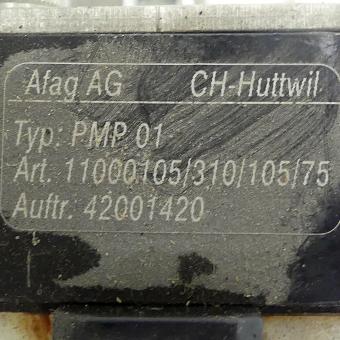 Afag AG CH-Huttwil
Typ: PMP 01
Art. 11000105/310/105/75
Auftr. 42001420